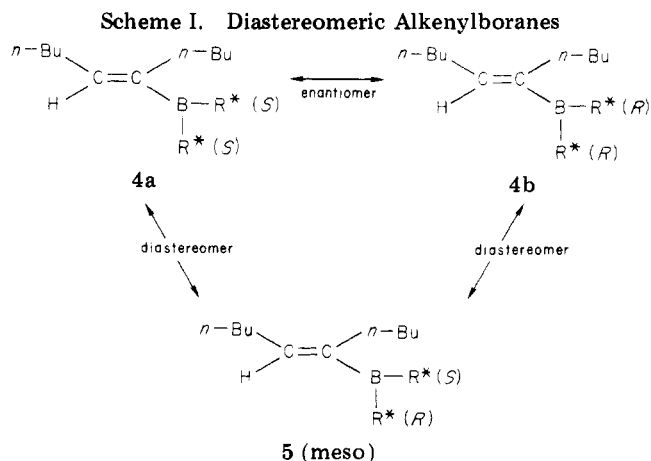 Scheme I. Diastereomeric Alkenylboranes
n-Bu n-Bu n-Bu n-Bu
C=C enantiomer C=C
H B—R* (S) H B—R* (R)
R* (S) R* (R)
4a 4b
diastereomer diastereomer
n-Bu n-Bu
C=C
H B—R* (S)
R* (R)
5 (meso)